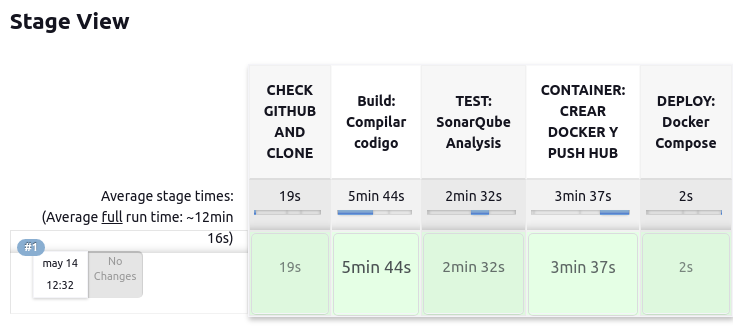 Stage View
CHECK
GITHUB
AND
CLONE
Build:
Compilar
codigo
TEST:
SonarQube
Analysis
CONTAINER:
CREAR
DOCKER Y
PUSH HUB
DEPLOY:
Docker
Compose
Average stage times:
(Average full run time: ~12min
16s)
19s
5min 44s
2min 32s
3min 37s
2s
#1
may 14
12:32
No
Changes
19s
5min 44s
2min 32s
3min 37s
2s